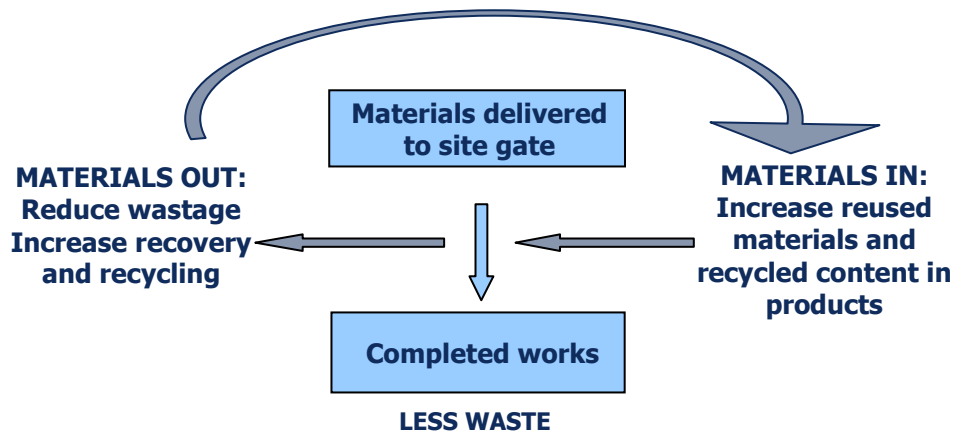 Materials delivered
to site gate
MATERIALS OUT:
Reduce wastage
Increase recovery
and recycling
MATERIALS IN:
Increase reused
materials and
recycled content in
products
Completed works
LESS WASTE